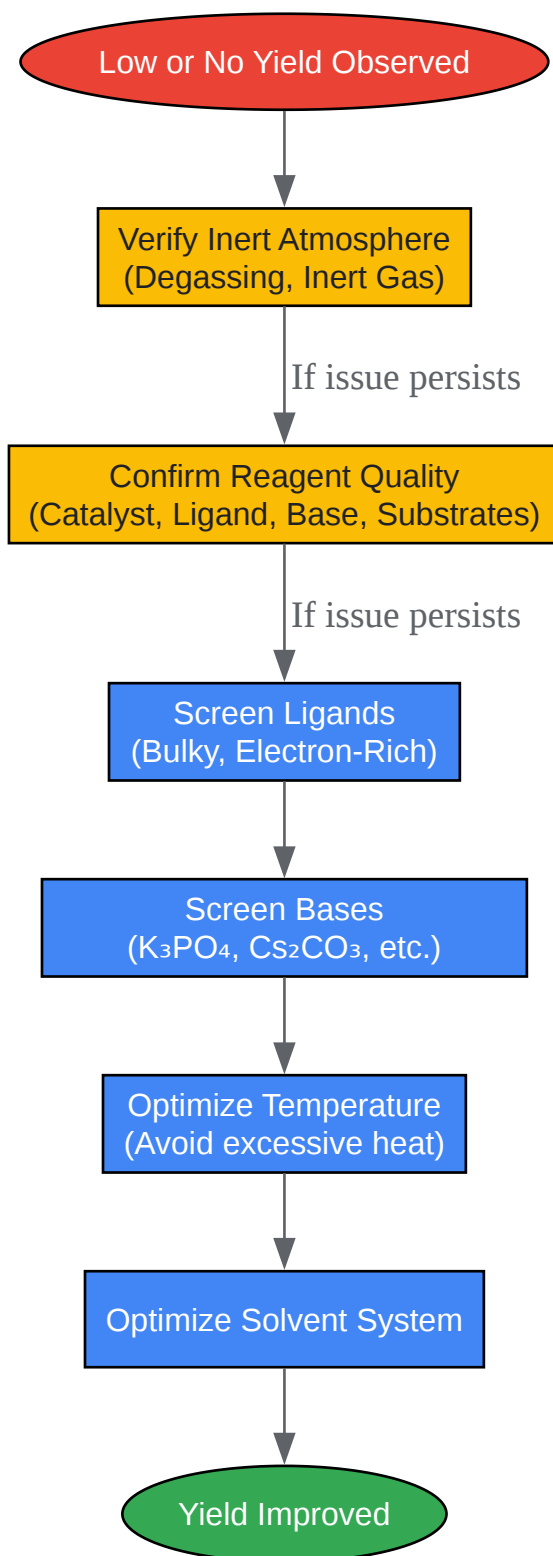 Low or No Yield Observed
Verify Inert Atmosphere
(Degassing, Inert Gas)
If issue persists
Confirm Reagent Quality
(Catalyst, Ligand, Base, Substrates)
If issue persists
Screen Ligands
(Bulky, Electron-Rich)
Screen Bases
(K₃PO₄, Cs₂CO₃, etc.)
Optimize Temperature
(Avoid excessive heat)
Optimize Solvent System
Yield Improved